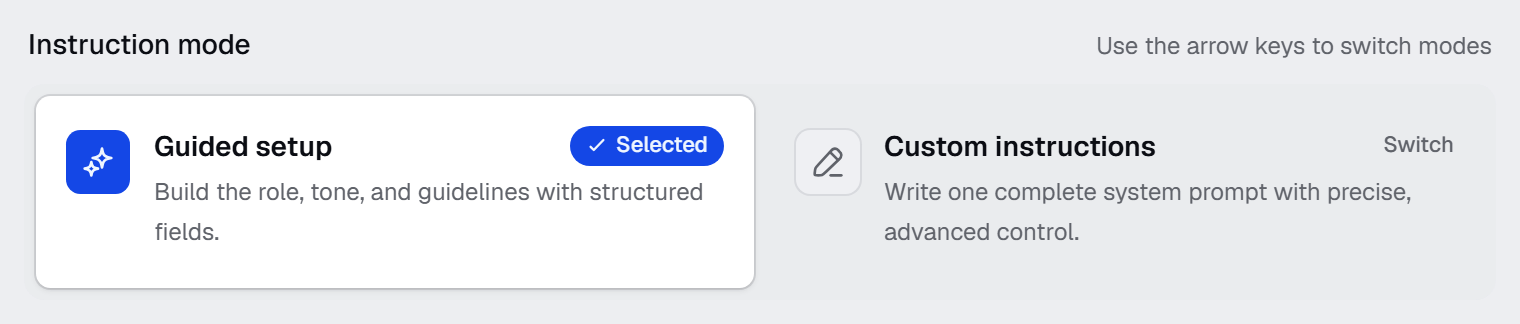 Instruction mode
Use the arrow keys to switch modes
Guided setup
Selected
Build the role, tone, and guidelines with structured
fields.
Custom instructions
Switch
Write one complete system prompt with precise,
advanced control.